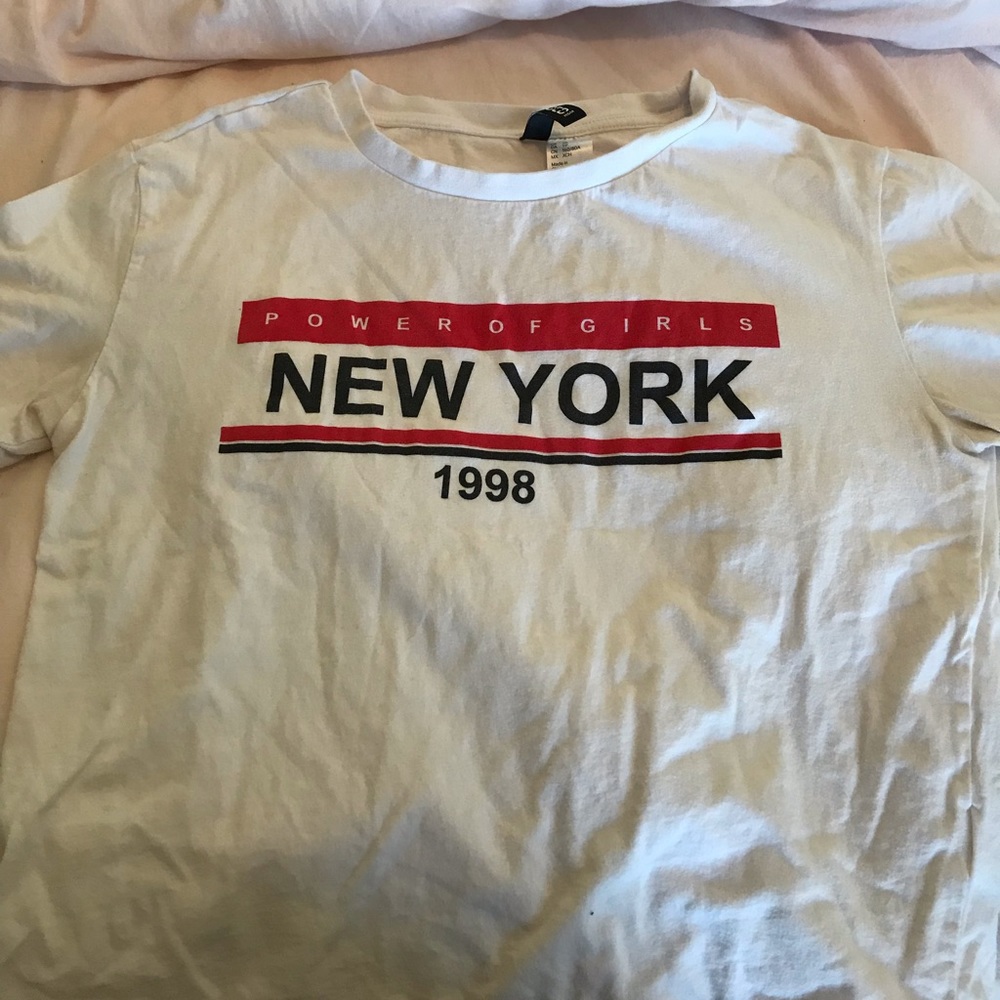 POWER OF GIRLS
NEW YORK
1998